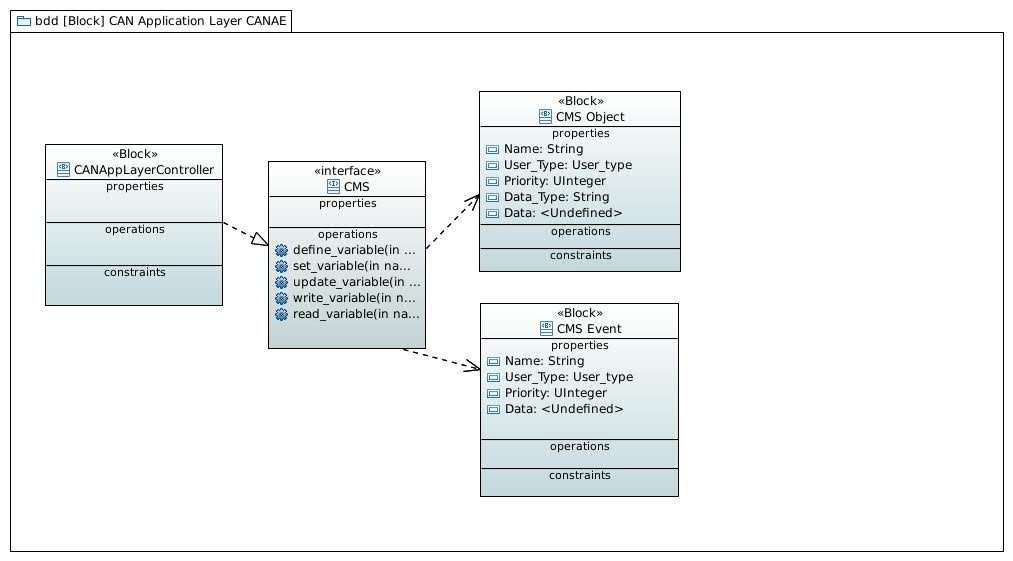 bdd [Block] CAN Application Layer CANAE
«Block»
CANAppLayerController
properties
operations
constraints
«interface»
CMS
properties
operations
define_variable(in ...
set_variable(in na...
update_variable(in ...
write_variable(in n...
read_variable(in na...
«Block»
CMS Object
properties
Name: String
User_Type: User_type
Priority: UInteger
Data_Type: String
Data: <Undefined>
operations
constraints
«Block»
CMS Event
properties
Name: String
User_Type: User_type
Priority: UInteger
Data: <Undefined>
operations
constraints